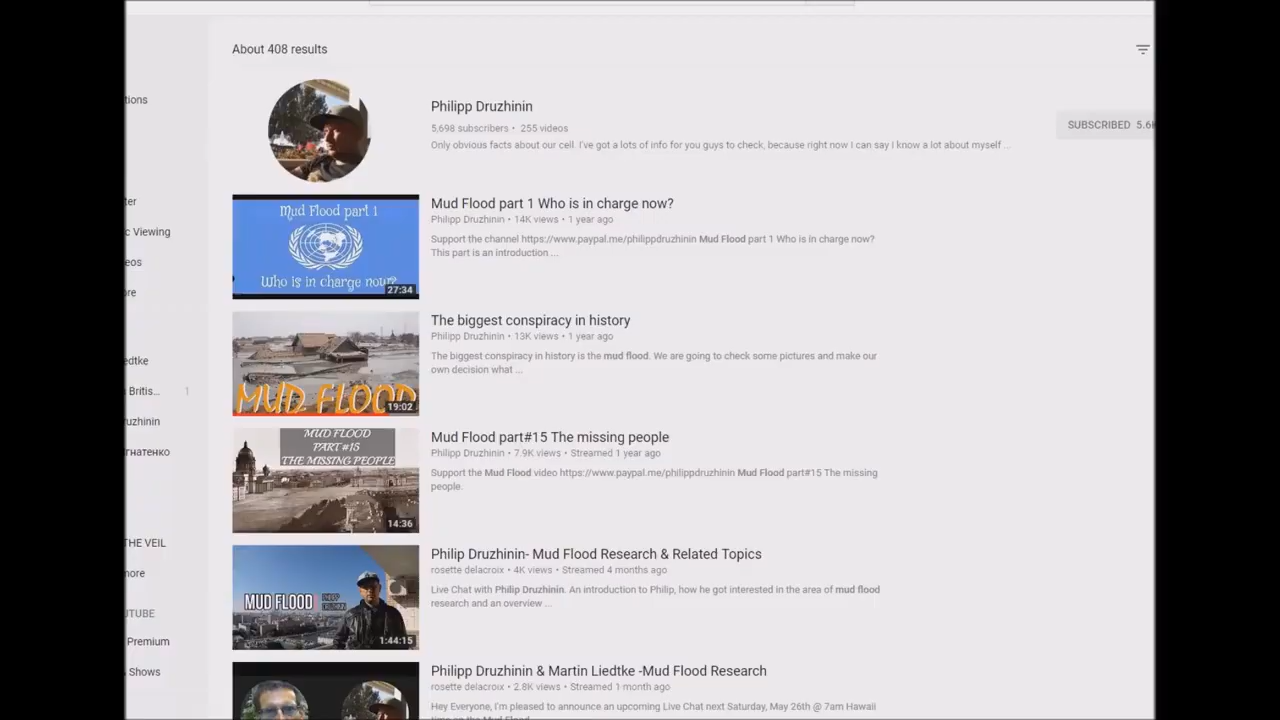 About 408 results
tions
Philipp Druzhinin
5,698 subscribers • 255 videos
SUBSCRIBED 5.6K
Only obvious facts about our cell. I've got a lots of info for you guys to check, because right now I can say I know a lot about myself ...
ter
c Viewing
eos
ore
Mud Flood part 1
Who is in charge now?
27:34
Mud Flood part 1 Who is in charge now?
Philipp Druzhinin • 14K views • 1 year ago
Support the channel https://www.paypal.me/philippdruzhinin Mud Flood part 1 Who is in charge now?
This part is an introduction ...
edtke
Britis... 1
uzhinin
гнатенко
MUD FLOOD
19:02
The biggest conspiracy in history
Philipp Druzhinin • 13K views • 1 year ago
The biggest conspiracy in history is the mud flood. We are going to check some pictures and make our
own decision what ...
MUD FLOOD
PART #15
THE MISSING PEOPLE
14:36
Mud Flood part#15 The missing people
Philipp Druzhinin • 7.9K views • Streamed 1 year ago
Support the Mud Flood video https://www.paypal.me/philippdruzhinin Mud Flood part#15 The missing
people.
THE VEIL
more
UTUBE
Premium
Shows
MUD FLOOD
1:44:15
Philip Druzhinin- Mud Flood Research & Related Topics
rosette delacroix • 4K views • Streamed 4 months ago
Live Chat with Philip Druzhinin. An introduction to Philip, how he got interested in the area of mud flood
research and an overview ...
Philipp Druzhinin & Martin Liedtke -Mud Flood Research
rosette delacroix • 2.8K views • Streamed 1 month ago
Hey Everyone, I'm pleased to announce an upcoming Live Chat next Saturday, May 26th @ 7am Hawaii
time on the Mud Flood